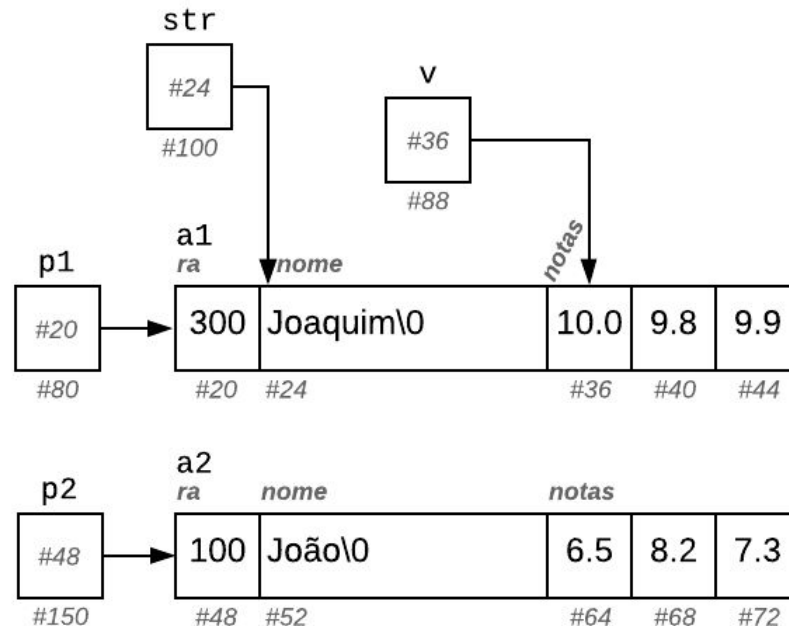 str
#24
#100
v
#36
#88
p1
#20
#80
a1
ra nome notas
300 Joaquim\0 10.0 9.8 9.9
#20 #24 #36 #40 #44
p2
#48
#150
a2
ra nome notas
100 João\0 6.5 8.2 7.3
#48 #52 #64 #68 #72